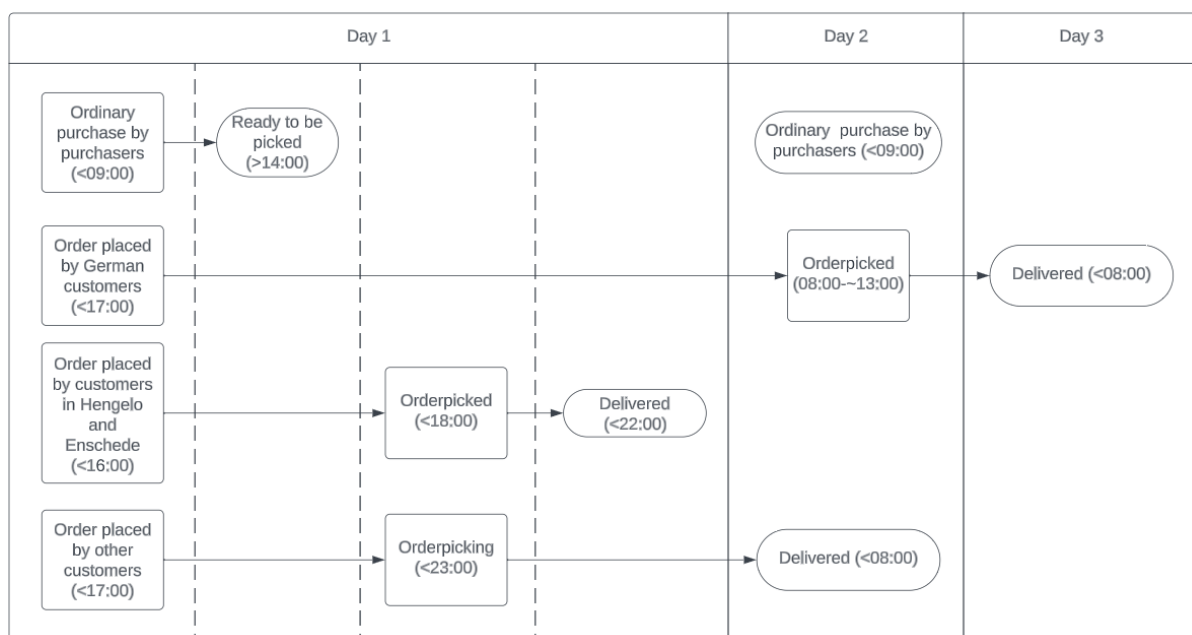 Day 1
Day 2
Day 3
Ordinary
purchase by
purchasers
(<09:00)
Ready to be
picked
(>14:00)
Ordinary purchase by
purchasers (<09:00)
Order placed
by German
customers
(<17:00)
Orderpicked
(08:00-~13:00)
Delivered (<08:00)
Order placed
by customers
in Hengelo
and
Enschede
(<16:00)
Orderpicked
(<18:00)
Delivered
(<22:00)
Order placed
by other
customers
(<17:00)
Orderpicking
(<23:00)
Delivered (<08:00)